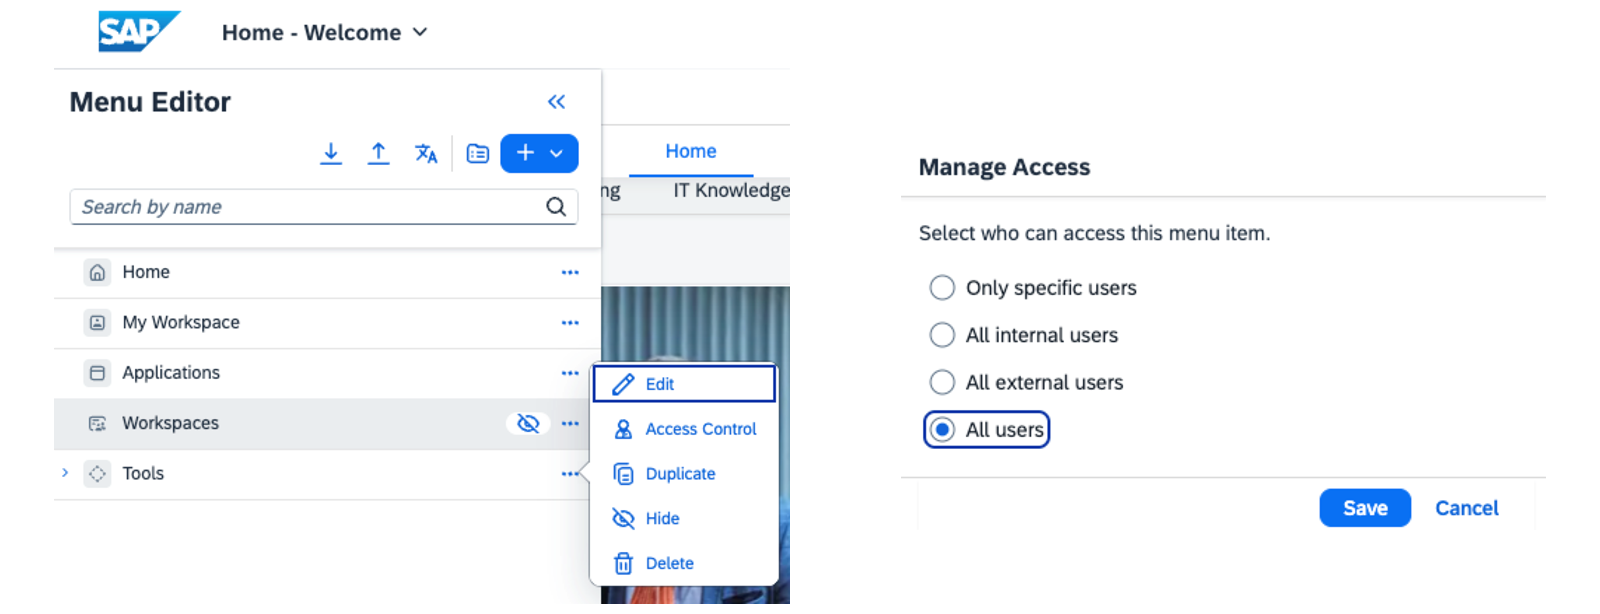 SAP
Home - Welcome
Menu Editor
Search by name
Home
My Workspace
Applications
Workspaces
Tools
Home
ng IT Knowledge
Edit
Access Control
Duplicate
Hide
Delete
Manage Access
Select who can access this menu item.
Only specific users
All internal users
All external users
All users
Save Cancel